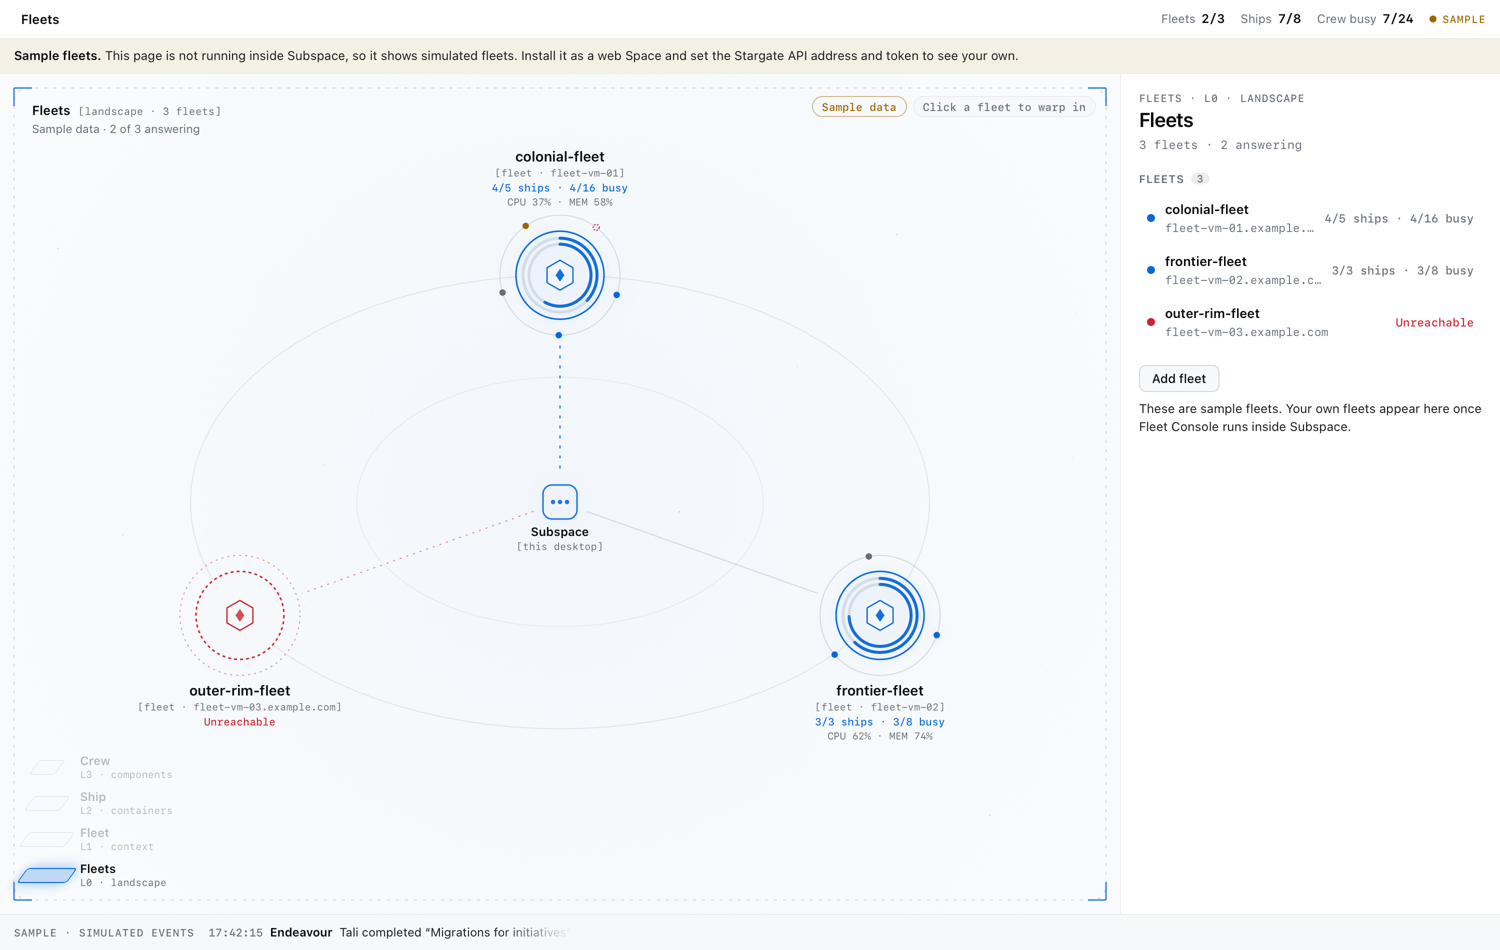 Fleets
Fleets 2/3 Ships 7/8 Crew busy 7/24 SAMPLE
Sample fleets. This page is not running inside Subspace, so it shows simulated fleets. Install it as a web Space and set the Stargate API address and token to see your own.
Fleets [landscape · 3 fleets]
Sample data · 2 of 3 answering
Sample data
Click a fleet to warp in
colonial-fleet
[fleet · fleet-vm-01]
4/5 ships · 4/16 busy
CPU 37% · MEM 58%
Subspace
[this desktop]
outer-rim-fleet
[fleet · fleet-vm-03.example.com]
Unreachable
frontier-fleet
[fleet · fleet-vm-02]
3/3 ships · 3/8 busy
CPU 62% · MEM 74%
Crew
L3 · components
Ship
L2 · containers
Fleet
L1 · context
Fleets
L0 · landscape
FLEETS · L0 · LANDSCAPE
Fleets
3 fleets · 2 answering
FLEETS 3
colonial-fleet
fleet-vm-01.example.…
4/5 ships · 4/16 busy
frontier-fleet
fleet-vm-02.example.c…
3/3 ships · 3/8 busy
outer-rim-fleet
fleet-vm-03.example.com
Unreachable
Add fleet
These are sample fleets. Your own fleets appear here once
Fleet Console runs inside Subspace.
SAMPLE · SIMULATED EVENTS 17:42:15 Endeavour Tali completed “Migrations for initiatives”